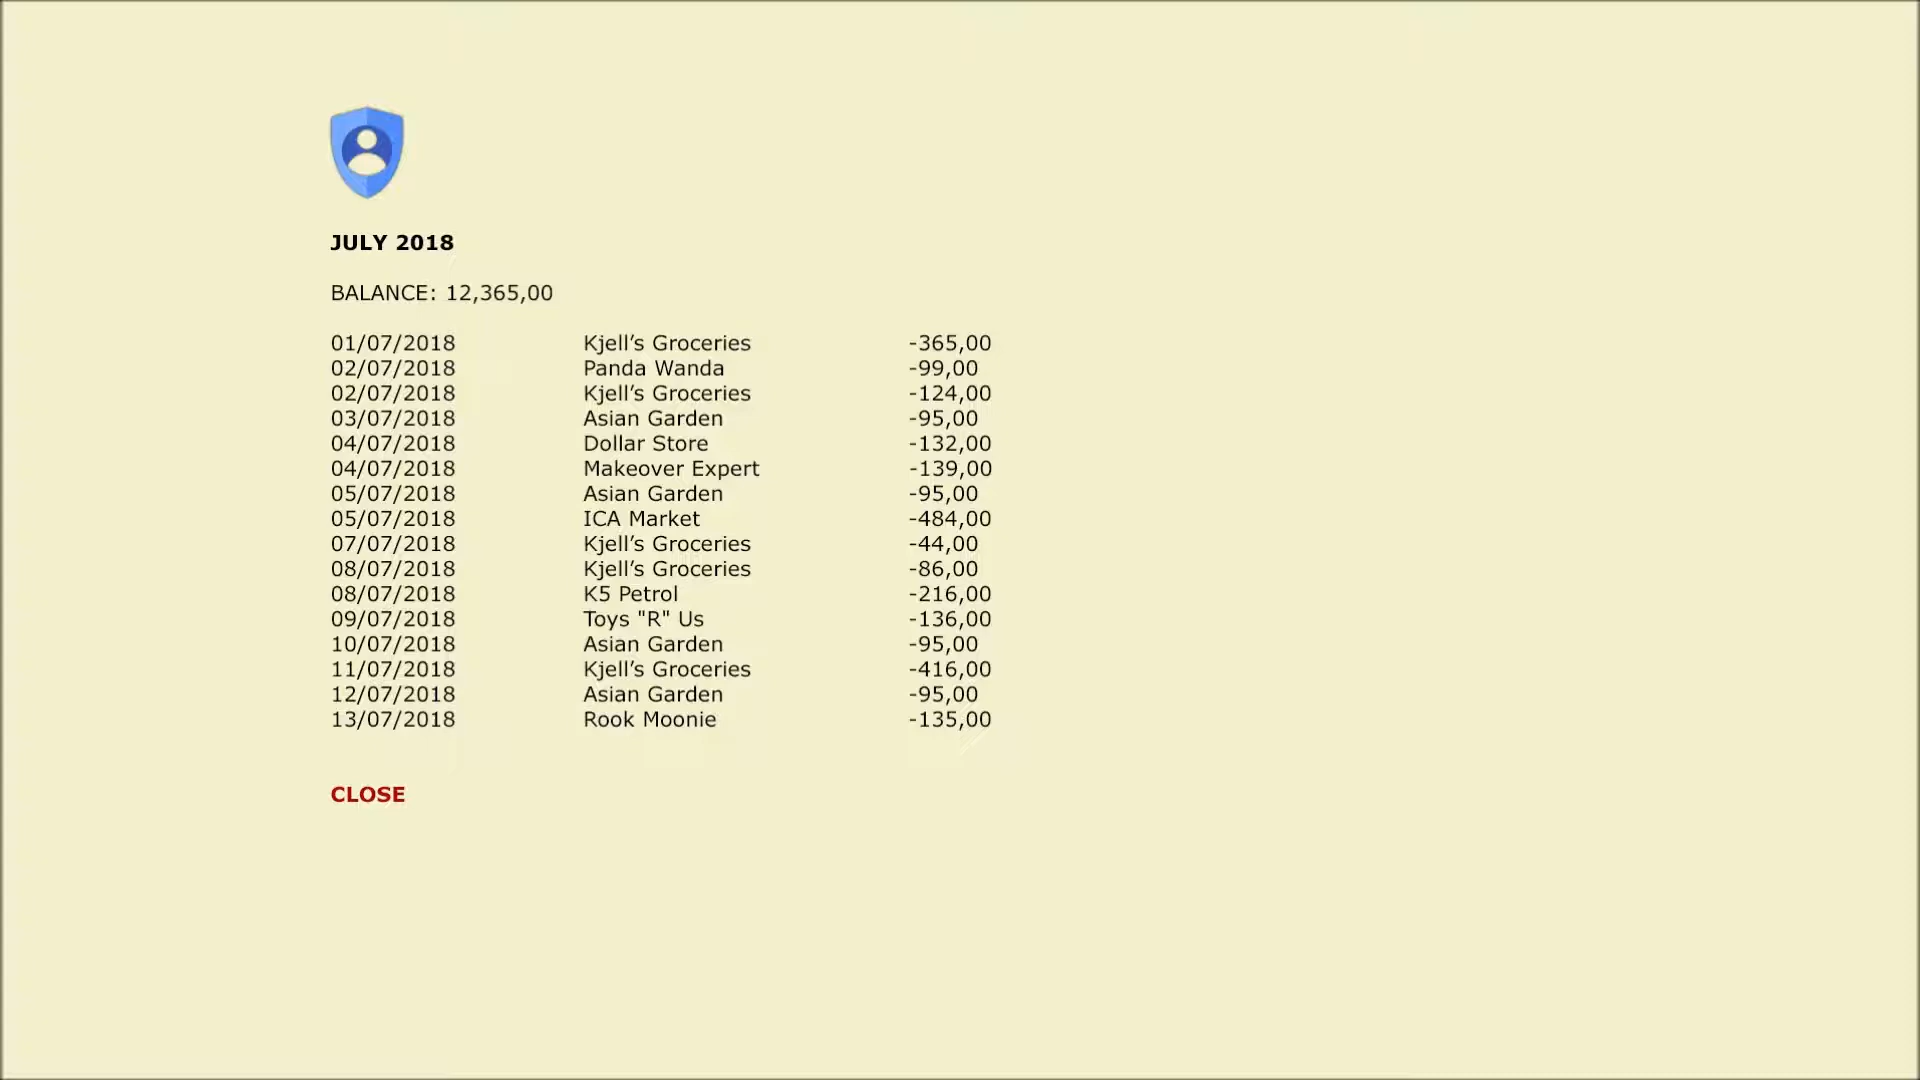 JULY 2018
BALANCE: 12,365,00
01/07/2018 Kjell’s Groceries -365,00
02/07/2018 Panda Wanda -99,00
02/07/2018 Kjell’s Groceries -124,00
03/07/2018 Asian Garden -95,00
04/07/2018 Dollar Store -132,00
04/07/2018 Makeover Expert -139,00
05/07/2018 Asian Garden -95,00
05/07/2018 ICA Market -484,00
07/07/2018 Kjell’s Groceries -44,00
08/07/2018 Kjell’s Groceries -86,00
08/07/2018 K5 Petrol -216,00
09/07/2018 Toys "R" Us -136,00
10/07/2018 Asian Garden -95,00
11/07/2018 Kjell’s Groceries -416,00
12/07/2018 Asian Garden -95,00
13/07/2018 Rook Moonie -135,00
CLOSE